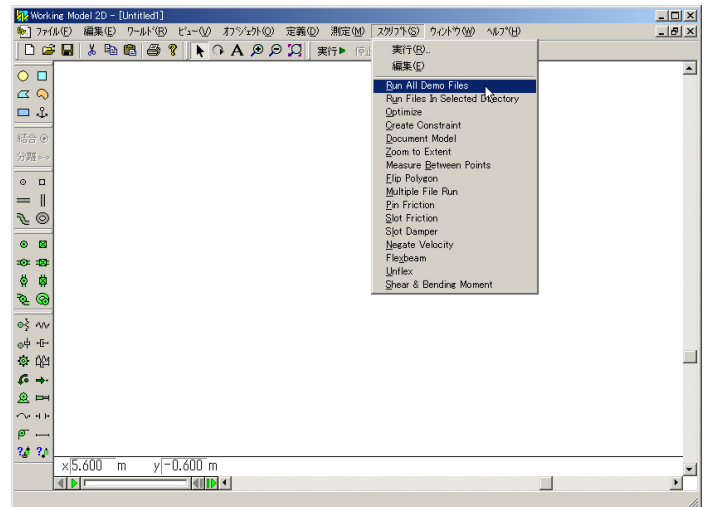 Working Model 2D - [Untitled1]
ファイル(F) 編集(E) ワールド(R) ビュー(V) オブジェクト(O) 定義(D) 測定(M) スクリプト(S) ウィンドウ(W) ヘルプ(H)
A 実行
実行(R)...
編集(E)
Run All Demo Files
Run Files In Selected Directory
Optimize
Create Constraint
Document Model
Zoom to Extent
Measure Between Points
Flip Polygon
Multiple File Run
Pin Friction
Slot Friction
Slot Damper
Negate Velocity
Flexbeam
Unflex
Shear & Bending Moment
結合
分離
x 5.600 m y -0.600 m